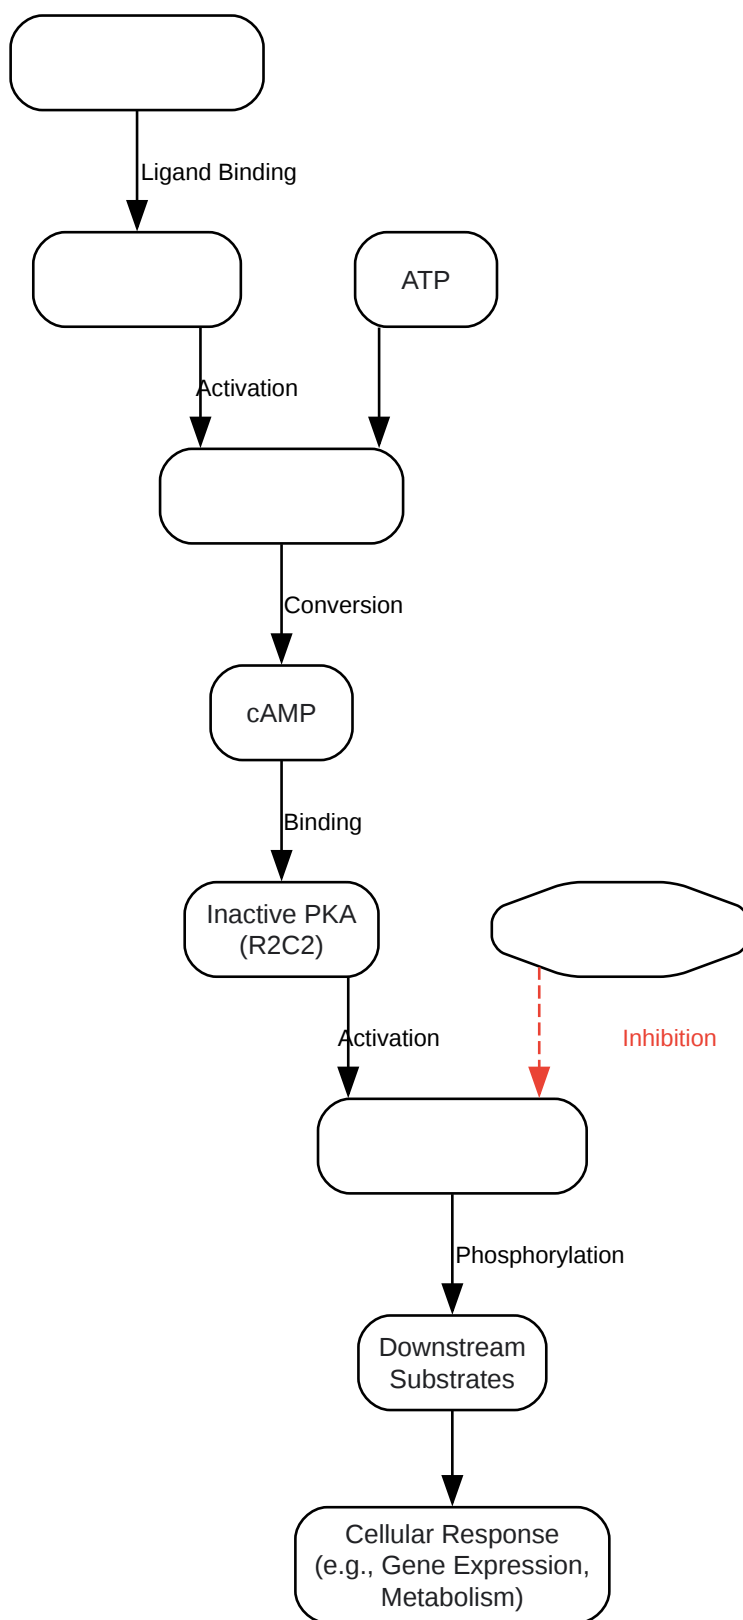 Ligand Binding
ATP
Activation
Conversion
cAMP
Binding
Inactive PKA
(R2C2)
Activation
Inhibition
Phosphorylation
Downstream
Substrates
Cellular Response
(e.g., Gene Expression,
Metabolism)